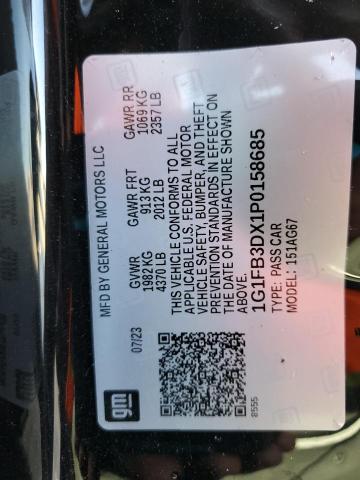 MFD BY GENERAL MOTORS LLC
07/23
GVWR GAWR FRT GAWR RR
1982 KG 913 KG 1069 KG
4370 LB 2012 LB 2357 LB
THIS VEHICLE CONFORMS TO ALL
APPLICABLE U.S. FEDERAL MOTOR
VEHICLE SAFETY, BUMPER, AND THEFT
PREVENTION STANDARDS IN EFFECT ON
THE DATE OF MANUFACTURE SHOWN
ABOVE.
1G1FB3DX1P0158685
TYPE: PASS CAR
MODEL: 151AG67
gm
8555